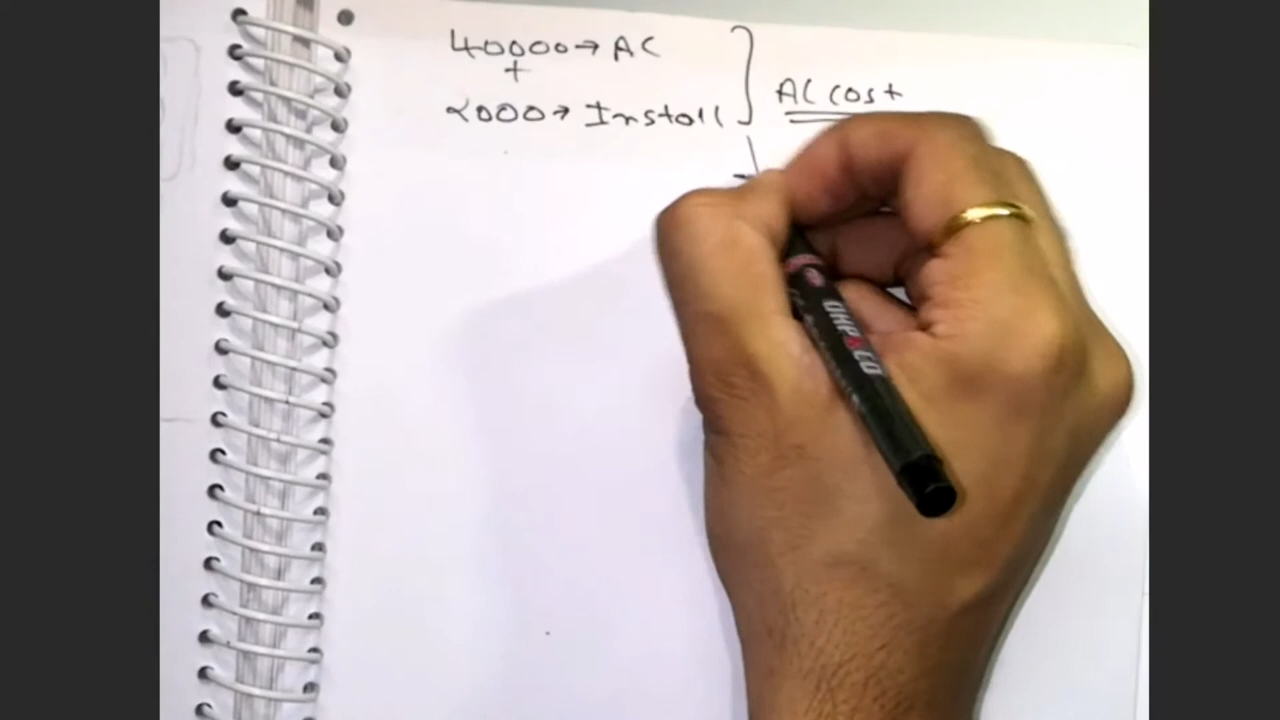 40000→ AC
+
2000→ Install
AC cost